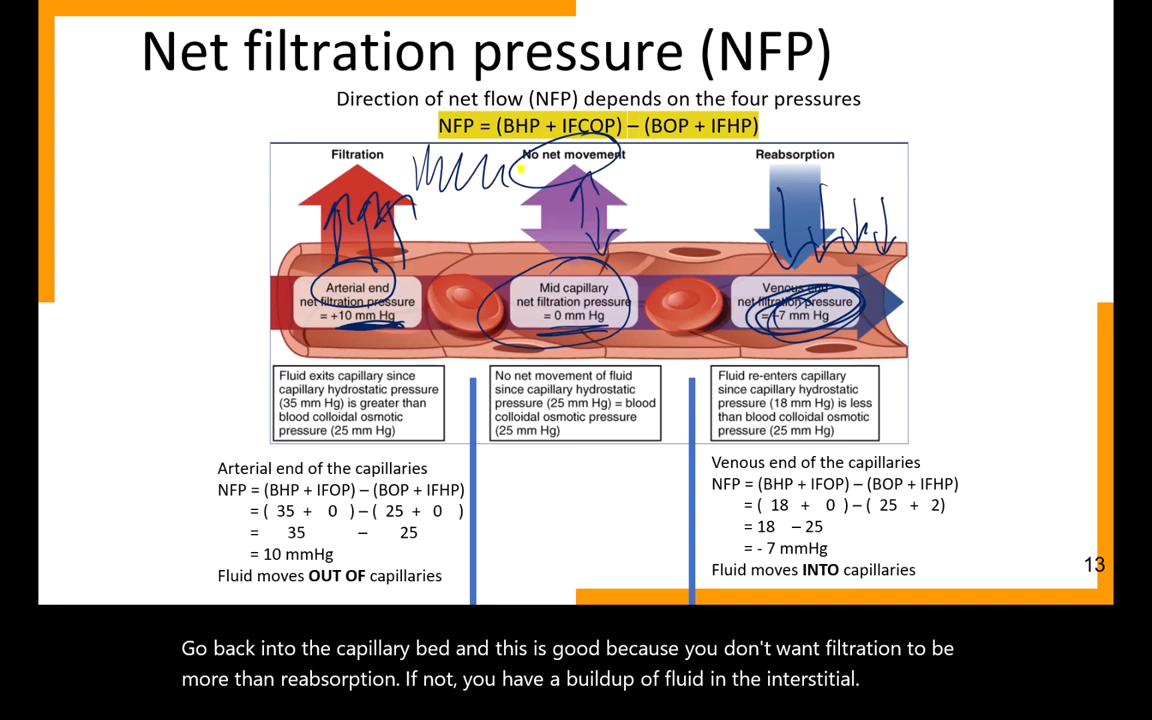 Net filtration pressure (NFP)
Direction of net flow (NFP) depends on the four pressures
NFP = (BHP + IFCOP) – (BOP + IFHP)
Filtration
No net movement
Reabsorption
Arterial end
net filtration pressure
= +10 mm Hg
Mid capillary
net filtration pressure
= 0 mm Hg
Venous end
net filtration pressure
= -7 mm Hg
Fluid exits capillary since
capillary hydrostatic pressure
(35 mm Hg) is greater than
blood colloidal osmotic
pressure (25 mm Hg)
No net movement of fluid
since capillary hydrostatic
pressure (25 mm Hg) = blood
colloidal osmotic pressure
(25 mm Hg)
Fluid re-enters capillary
since capillary hydrostatic
pressure (18 mm Hg) is less
than blood colloidal osmotic
pressure (25 mm Hg)
Arterial end of the capillaries
NFP = (BHP + IFOP) – (BOP + IFHP)
= ( 35 + 0 ) – ( 25 + 0 )
= 35 – 25
= 10 mmHg
Fluid moves OUT OF capillaries
Venous end of the capillaries
NFP = (BHP + IFOP) – (BOP + IFHP)
= ( 18 + 0 ) – ( 25 + 2)
= 18 – 25
= - 7 mmHg
Fluid moves INTO capillaries
13
Go back into the capillary bed and this is good because you don't want filtration to be
more than reabsorption. If not, you have a buildup of fluid in the interstitial.